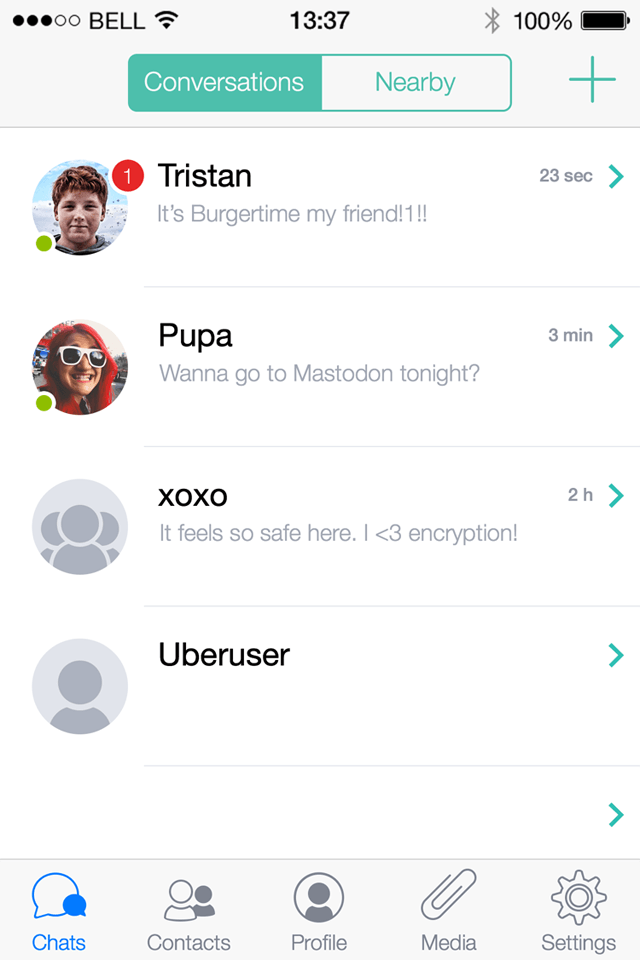 BELL 13:37 100%
Conversations Nearby
1 Tristan 23 sec
It's Burgertime my friend!1!!
Pupa 3 min
Wanna go to Mastodon tonight?
xoxo 2 h
It feels so safe here. I <3 encryption!
Uberuser
Chats Contacts Profile Media Settings